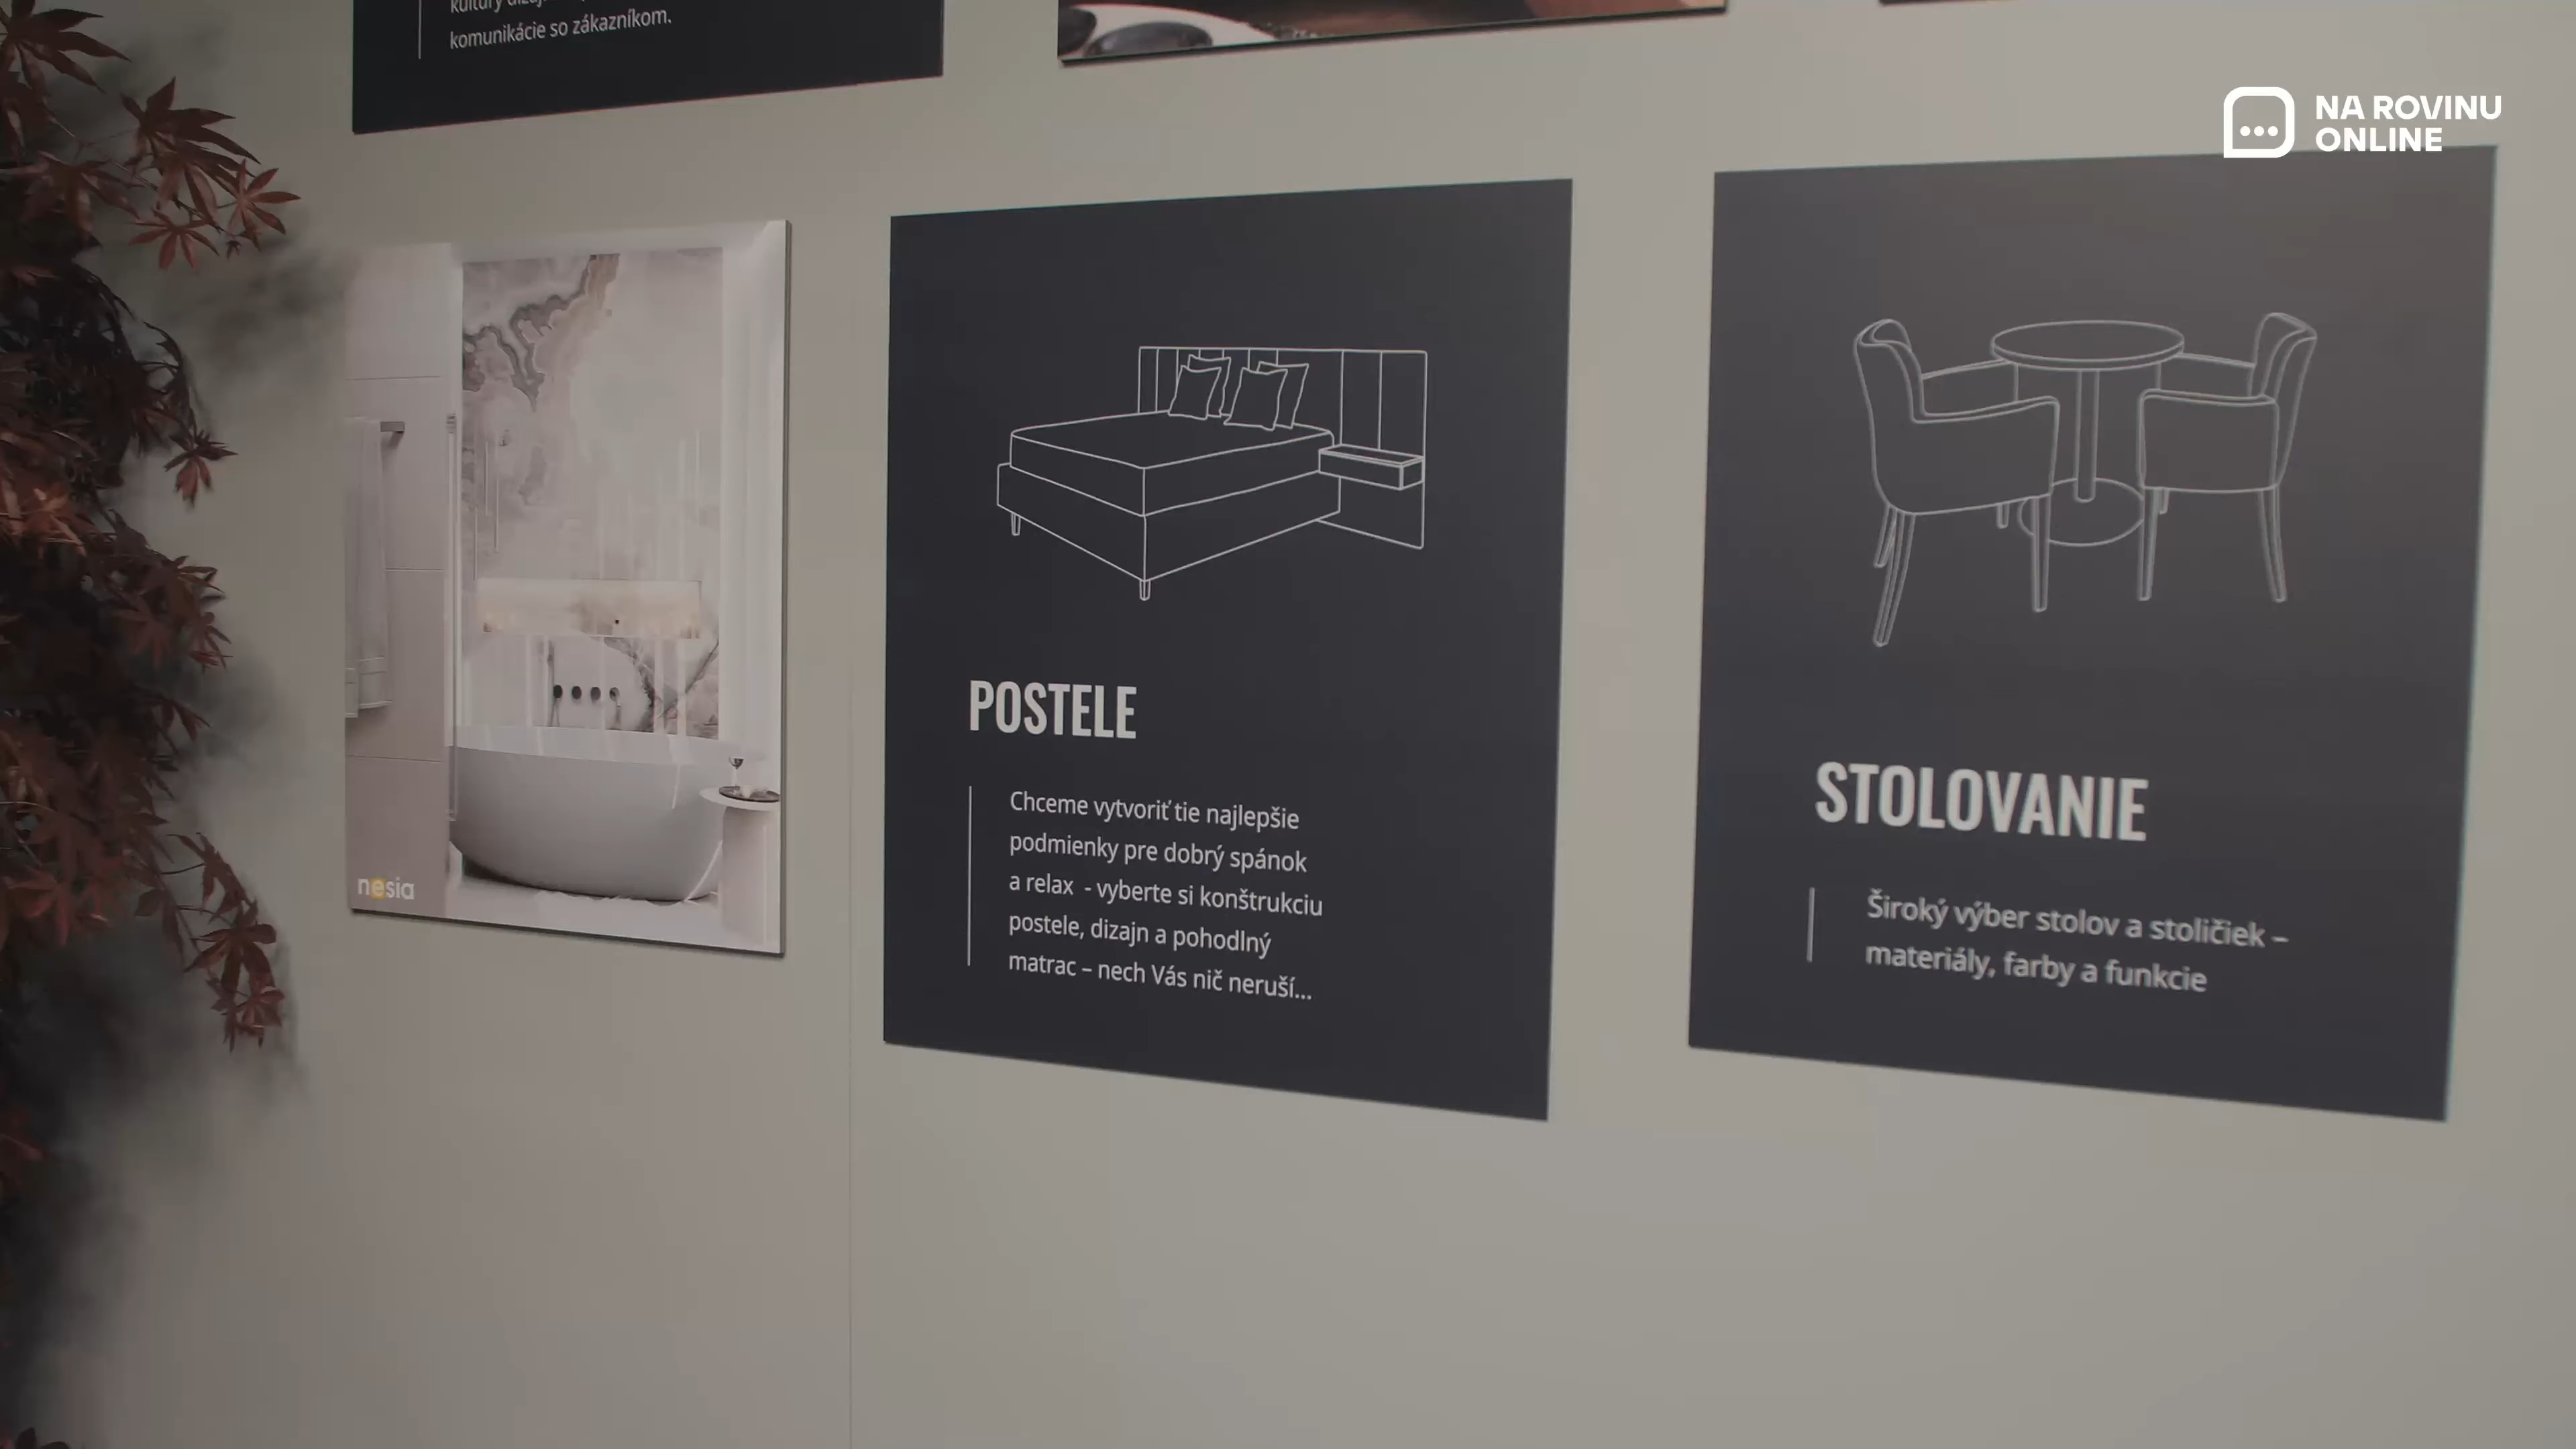 komunikácie so zákazníkom.
NA ROVINU
ONLINE
nesia
POSTELE
Chceme vytvoriť tie najlepšie
podmienky pre dobrý spánok
a relax - vyberte si konštrukciu
postele, dizajn a pohodlný
matrac – nech Vás nič neruší...
STOLOVANIE
Široký výber stolov a stoličiek –
materiály, farby a funkcie